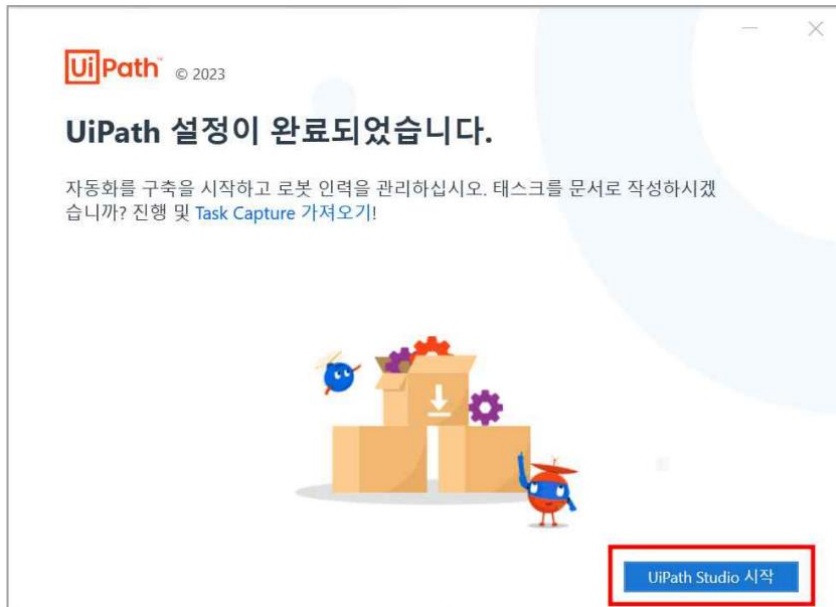 UiPath™ © 2023
UiPath 설정이 완료되었습니다.
자동화를 구축을 시작하고 로봇 인력을 관리하십시오. 태스크를 문서로 작성하시겠
습니까? 진행 및 Task Capture 가져오기!
UiPath Studio 시작